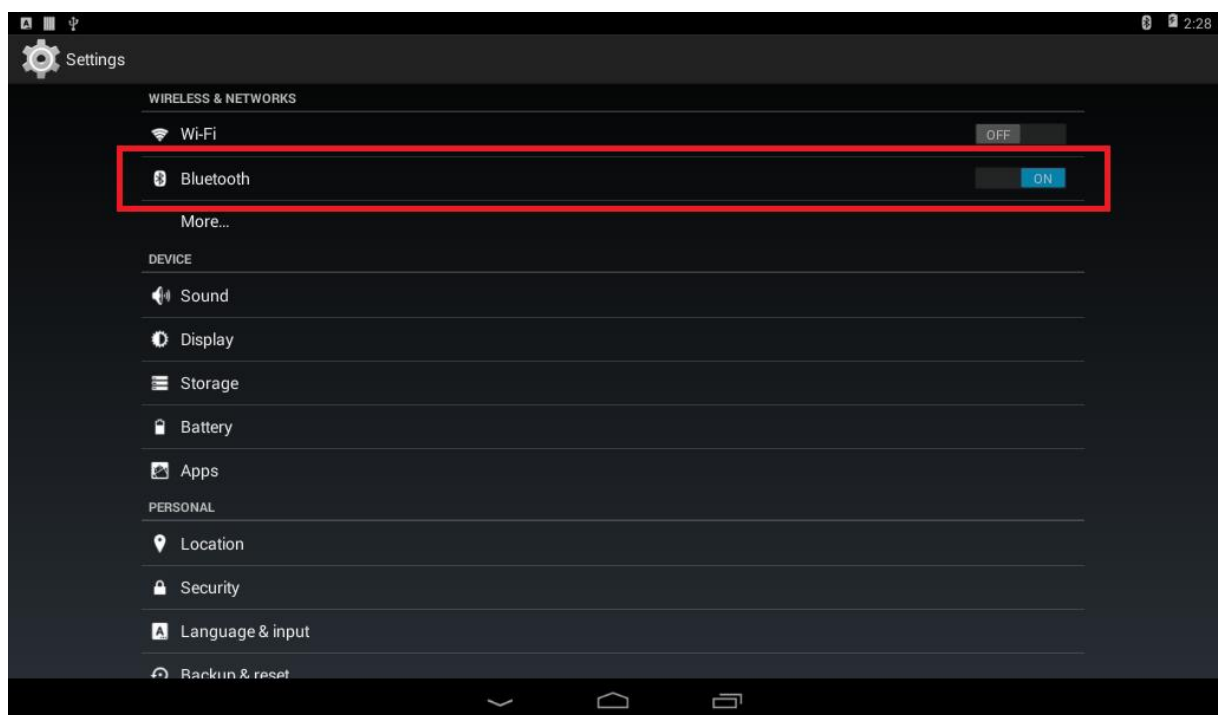 2:28
Settings
WIRELESS & NETWORKS
Wi-Fi OFF
Bluetooth ON
More...
DEVICE
Sound
Display
Storage
Battery
Apps
PERSONAL
Location
Security
Language & input
Backup & reset